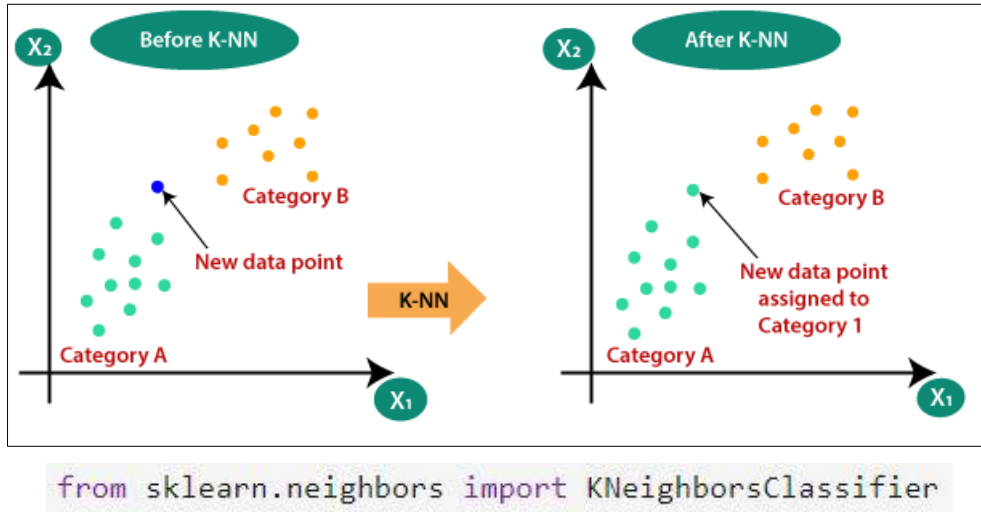 Before K-NN
X₂
Category B
New data point
Category A
X₁
K-NN
After K-NN
X₂
Category B
New data point
assigned to
Category 1
Category A
X₁
from sklearn.neighbors import KNeighborsClassifier